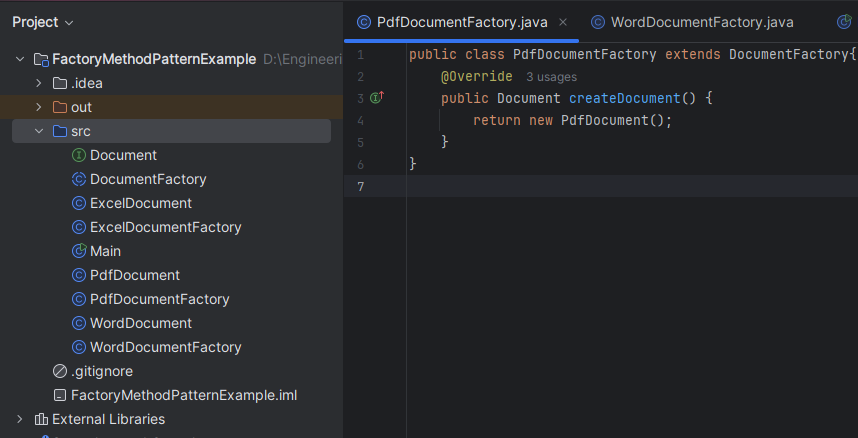 Project
FactoryMethodPatternExample D:\Engineeri
.idea
out
src
Document
DocumentFactory
ExcelDocument
ExcelDocumentFactory
Main
PdfDocument
PdfDocumentFactory
WordDocument
WordDocumentFactory
.gitignore
FactoryMethodPatternExample.iml
External Libraries
PdfDocumentFactory.java × WordDocumentFactory.java
1 public class PdfDocumentFactory extends DocumentFactory{
2 @Override 3 usages
3 public Document createDocument() {
4 return new PdfDocument();
5 }
6 }
7